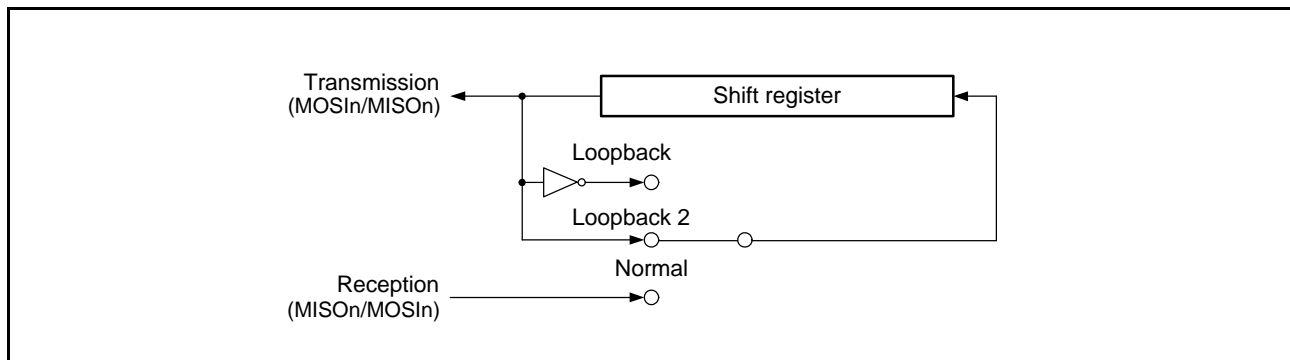 Transmission
(MOSIn/MISOn)
Shift register
Loopback
Loopback 2
Normal
Reception
(MISOn/MOSIn)